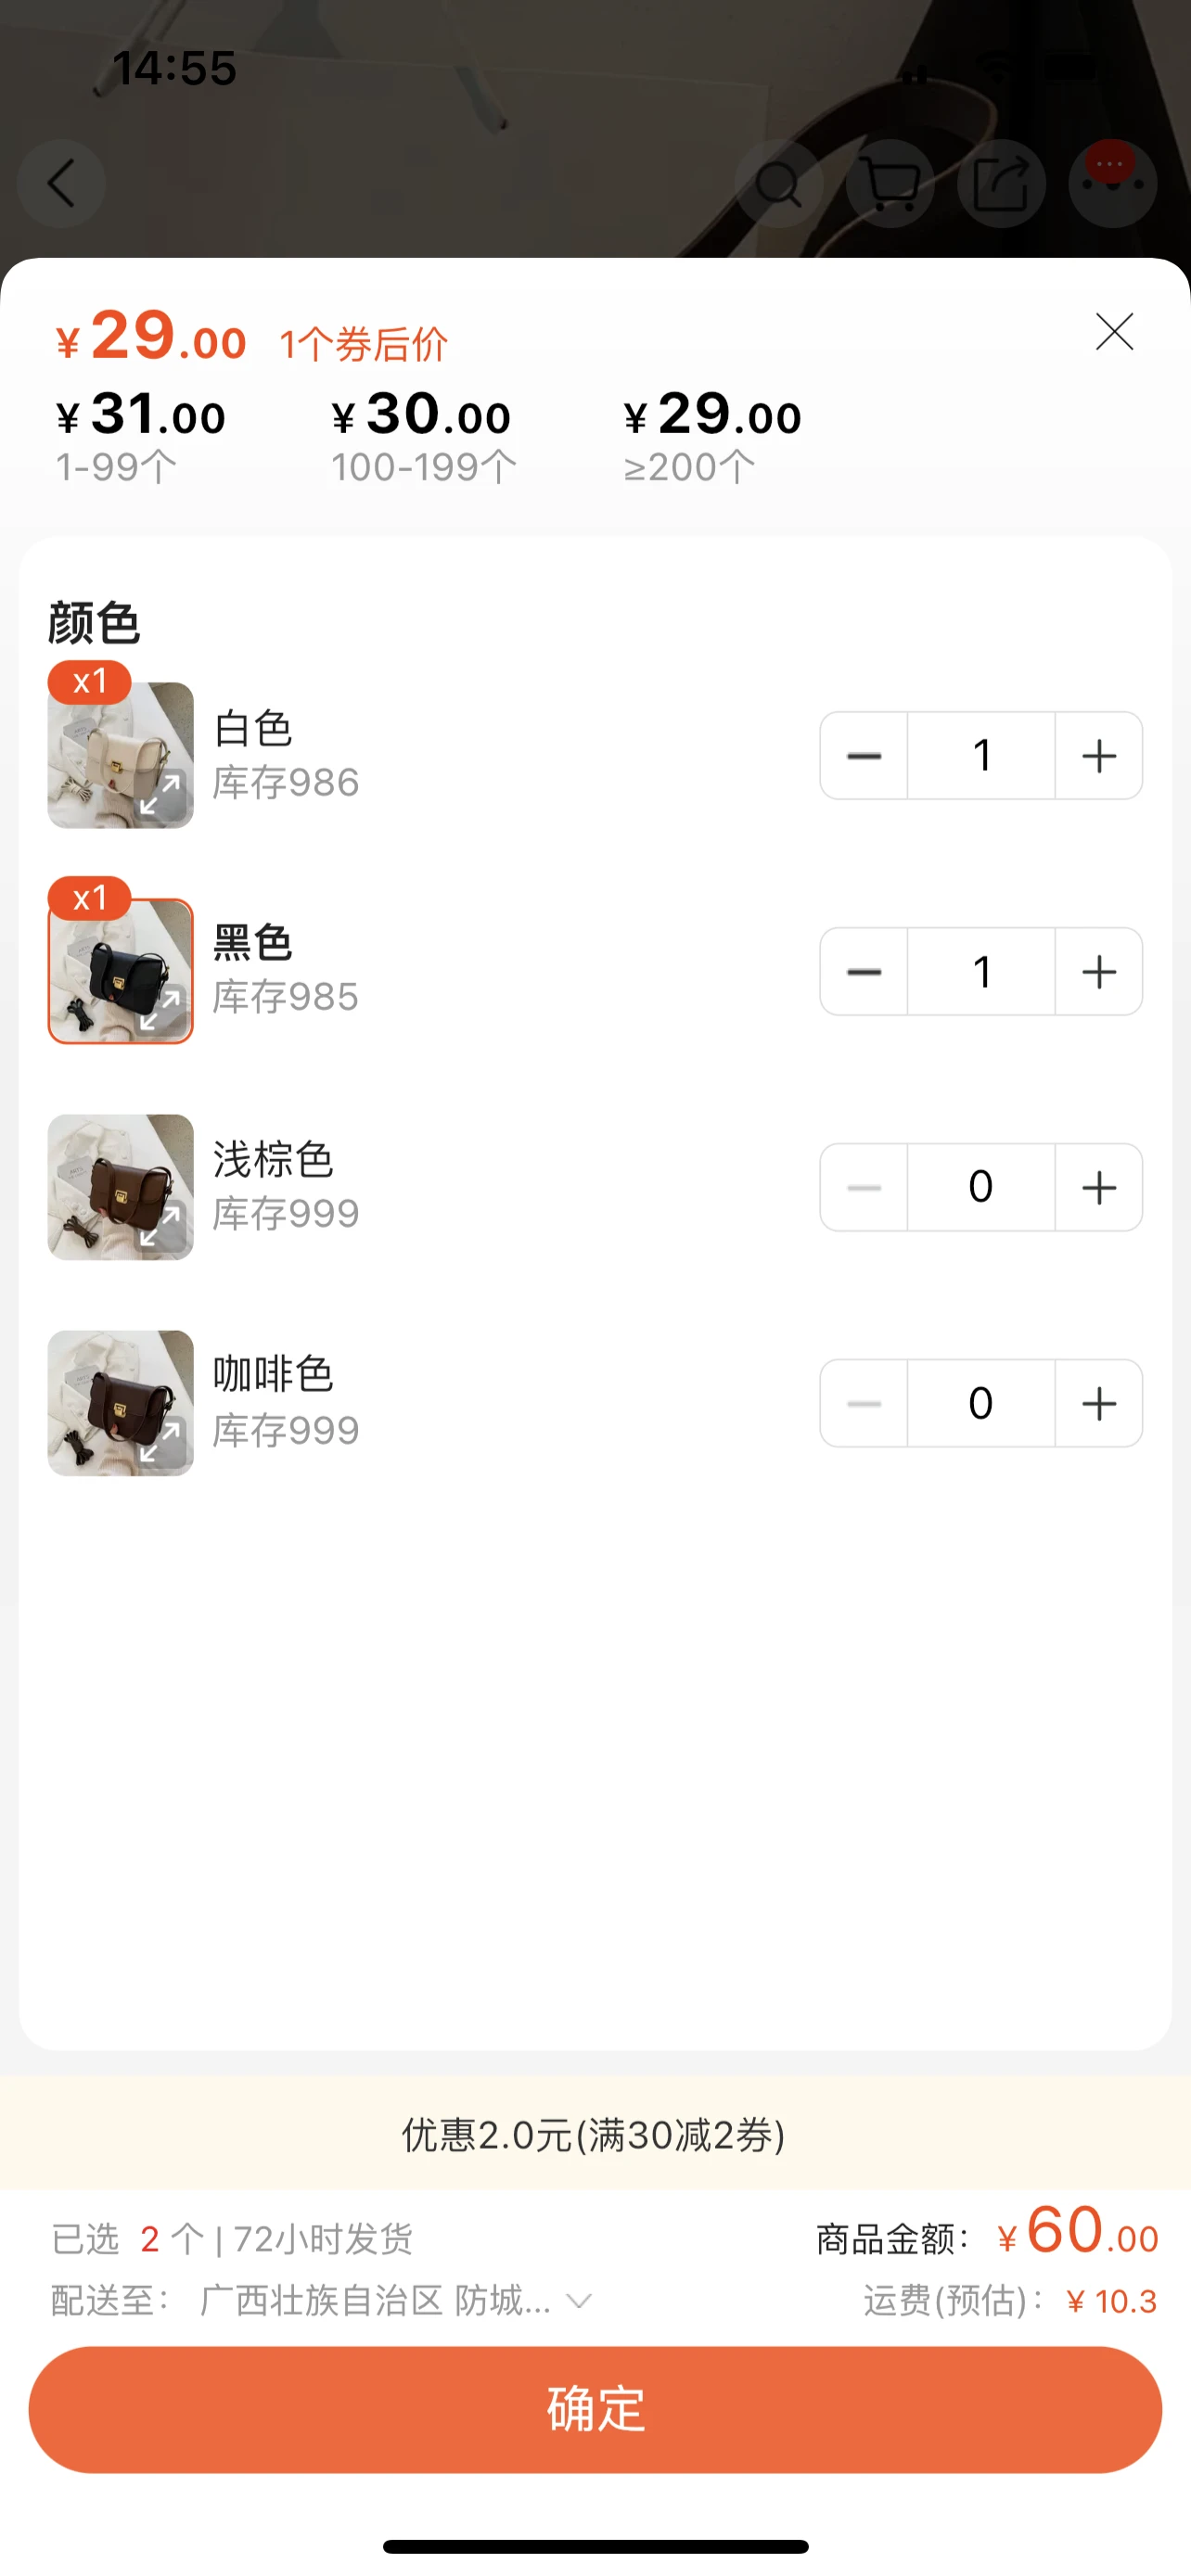 14:55
¥29.00 1个券后价
¥31.00 ¥30.00 ¥29.00
1-99个 100-199个 ≥200个
颜色
x1
白色
库存986
1
x1
黑色
库存985
1
浅棕色
库存999
0
咖啡色
库存999
0
优惠2.0元(满30减2券)
已选 2 个 | 72小时发货 商品金额: ¥60.00
配送至: 广西壮族自治区 防城... 运费(预估): ¥10.3
确定